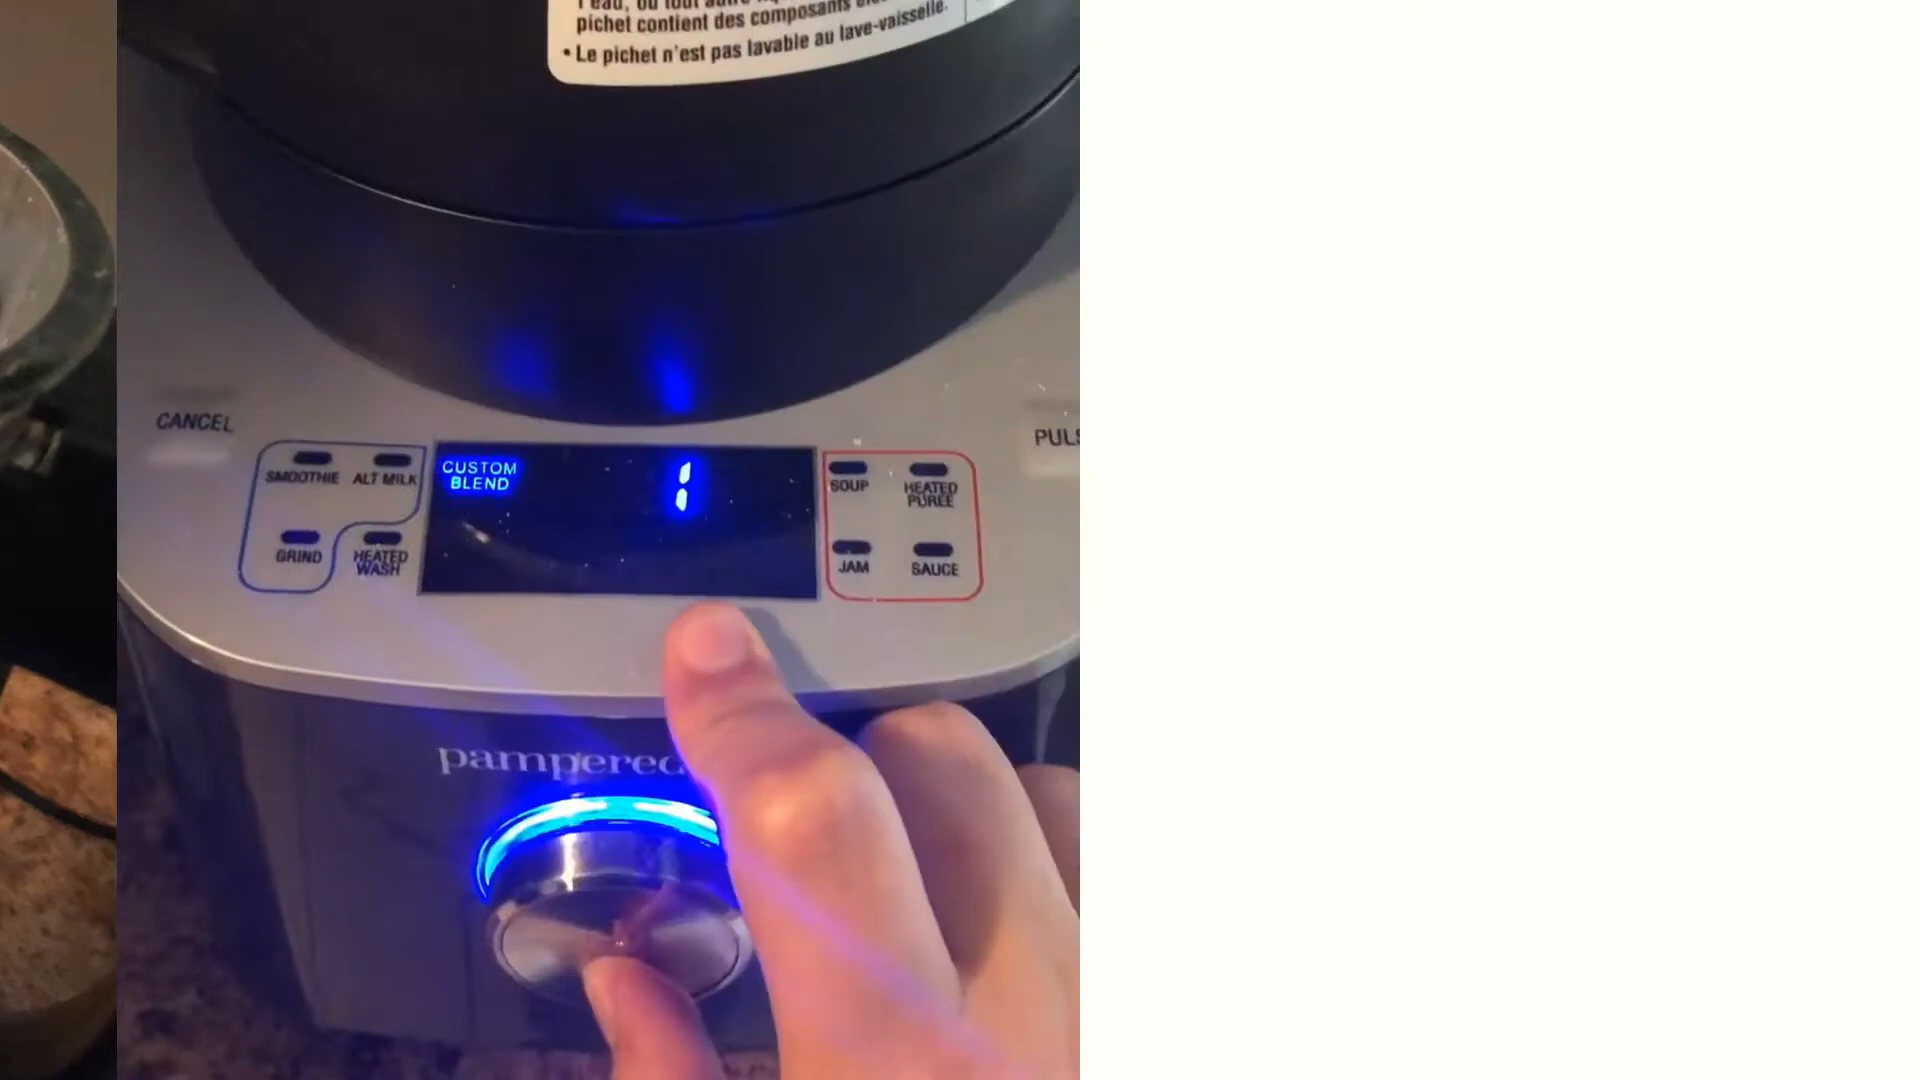 pichet contient des composants
• Le pichet n'est pas lavable au lave-vaisselle.
CANCEL
SMOOTHIE
ALT MILK
GRIND
HEATED
WASH
CUSTOM
BLEND
1
SOUP
HEATED
PUREE
JAM
SAUCE
PULS
pampered